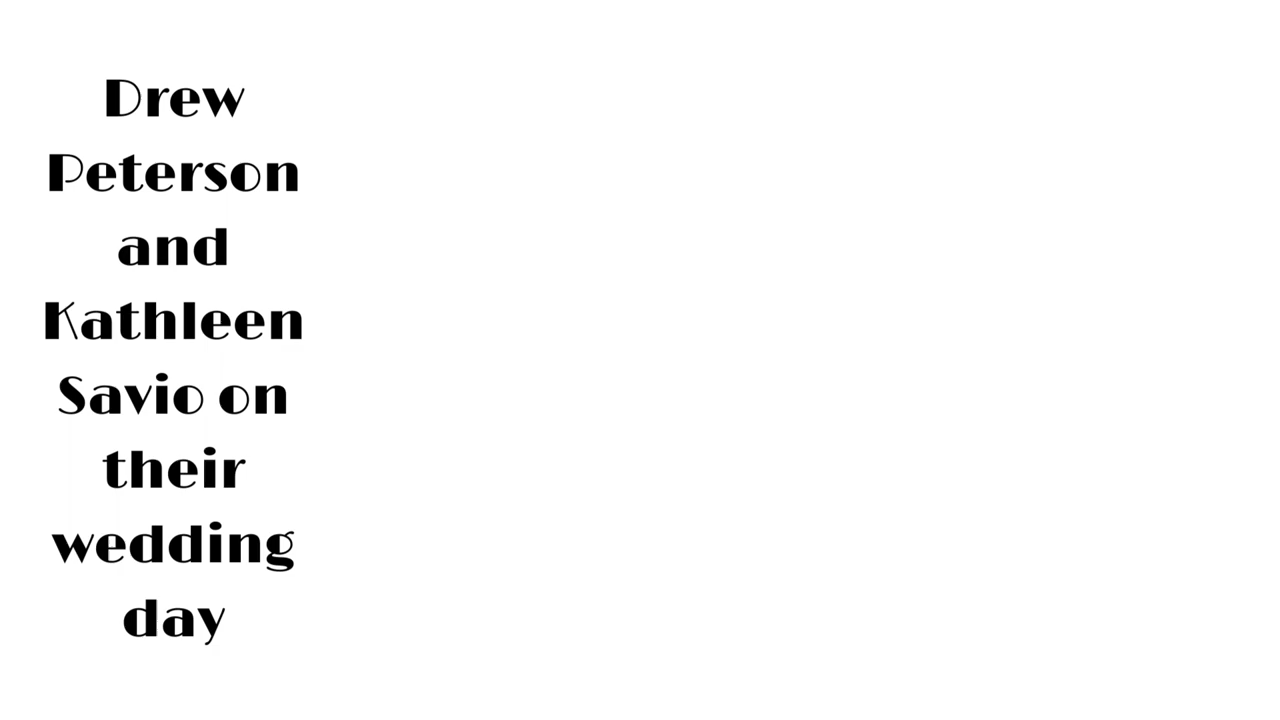 Drew
Peterson
and
Kathleen
Savio on
their
wedding
day